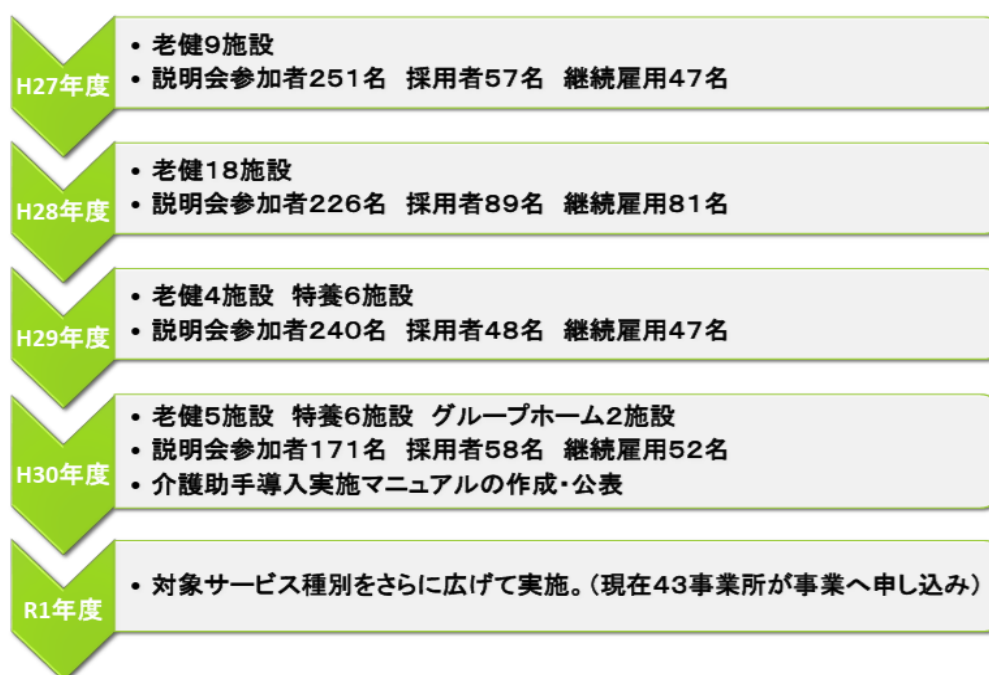 H27年度
• 老健9施設
• 説明会参加者251名　採用者57名　継続雇用47名
H28年度
• 老健18施設
• 説明会参加者226名　採用者89名　継続雇用81名
H29年度
• 老健4施設　特養6施設
• 説明会参加者240名　採用者48名　継続雇用47名
H30年度
• 老健5施設　特養6施設　グループホーム2施設
• 説明会参加者171名　採用者58名　継続雇用52名
• 介護助手導入実施マニュアルの作成・公表
R1年度
• 対象サービス種別をさらに広げて実施。（現在43事業所が事業へ申し込み）